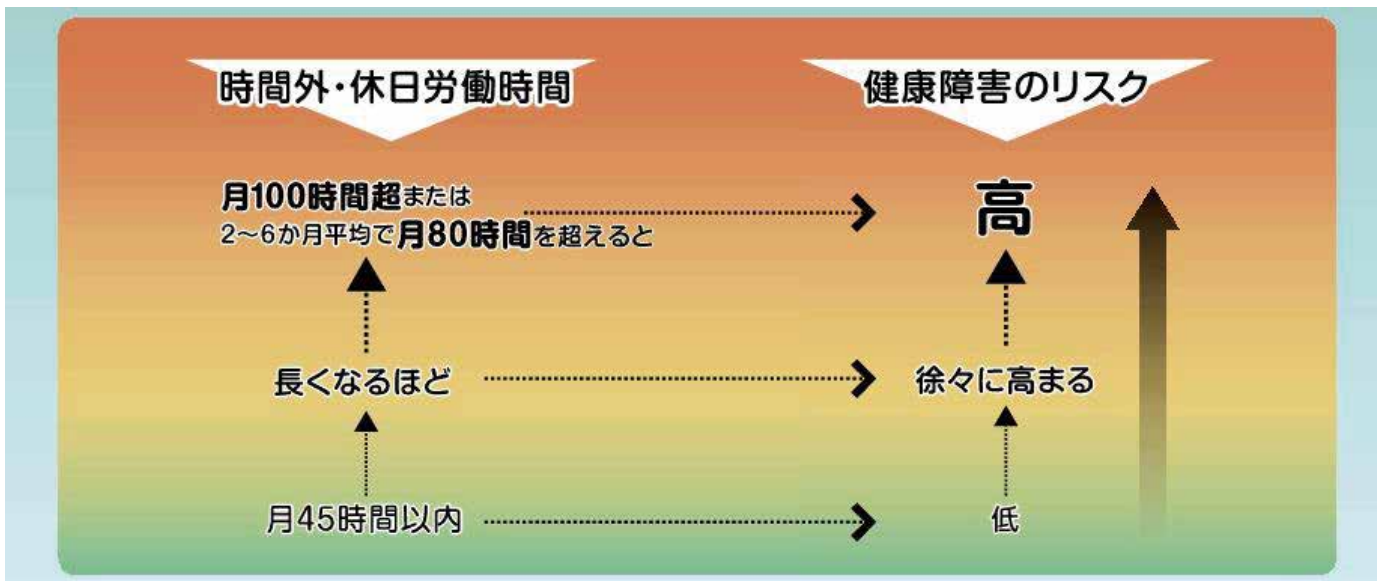 時間外・休日労働時間
健康障害のリスク
月100時間超または
2～6か月平均で月80時間を超えると
高
長くなるほど
徐々に高まる
月45時間以内
低